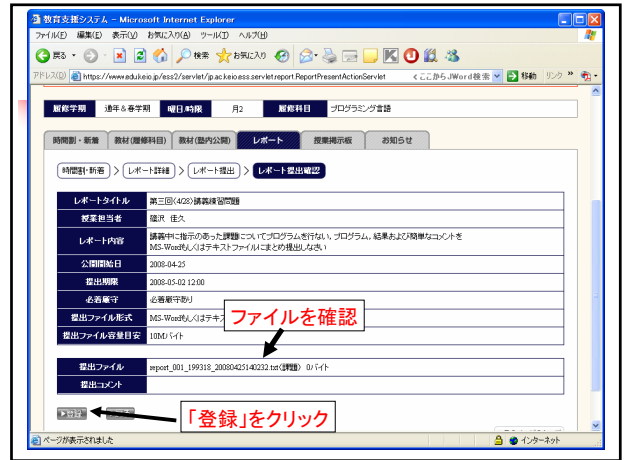 教育支援システム - Microsoft Internet Explorer
ファイル(F) 編集(E) 表示(V) お気に入り(A) ツール(T) ヘルプ(H)
戻る 検索 お気に入り
アドレス(D) https://www.edu.keio.jp/ess2/servlet/jp.ac.keio.ess.servlet.report.ReportPresentActionServlet <ここからJWord検索 移動 リンク »
履修学期 通年&春学期 曜日.時限 月2 履修科目 プログラミング言語
時間割・新着 教材(履修科目) 教材(塾内公開) レポート 授業掲示板 お知らせ
時間割・新着 > レポート詳細 > レポート提出 > レポート提出確認
レポートタイトル 第三回(4/28)講義練習問題
授業担当者 篠沢 佳久
レポート内容 講義中に指示のあった課題についてプログラムを行ない、プログラム、結果および簡単なコメントを
MS-Wordもしくはテキストファイルにまとめ提出しなさい
公開開始日 2008-04-25
提出期限 2008-05-02 12:00
必着厳守 必着厳守あり
提出ファイル形式 MS-Wordもしくはテキス
ファイルを確認
提出ファイル容量目安 10Mバイト
提出ファイル report_001_199318_20080425140232.txt(課題) 0バイト
提出コメント
登録
「登録」をクリック
ページが表示されました インターネット